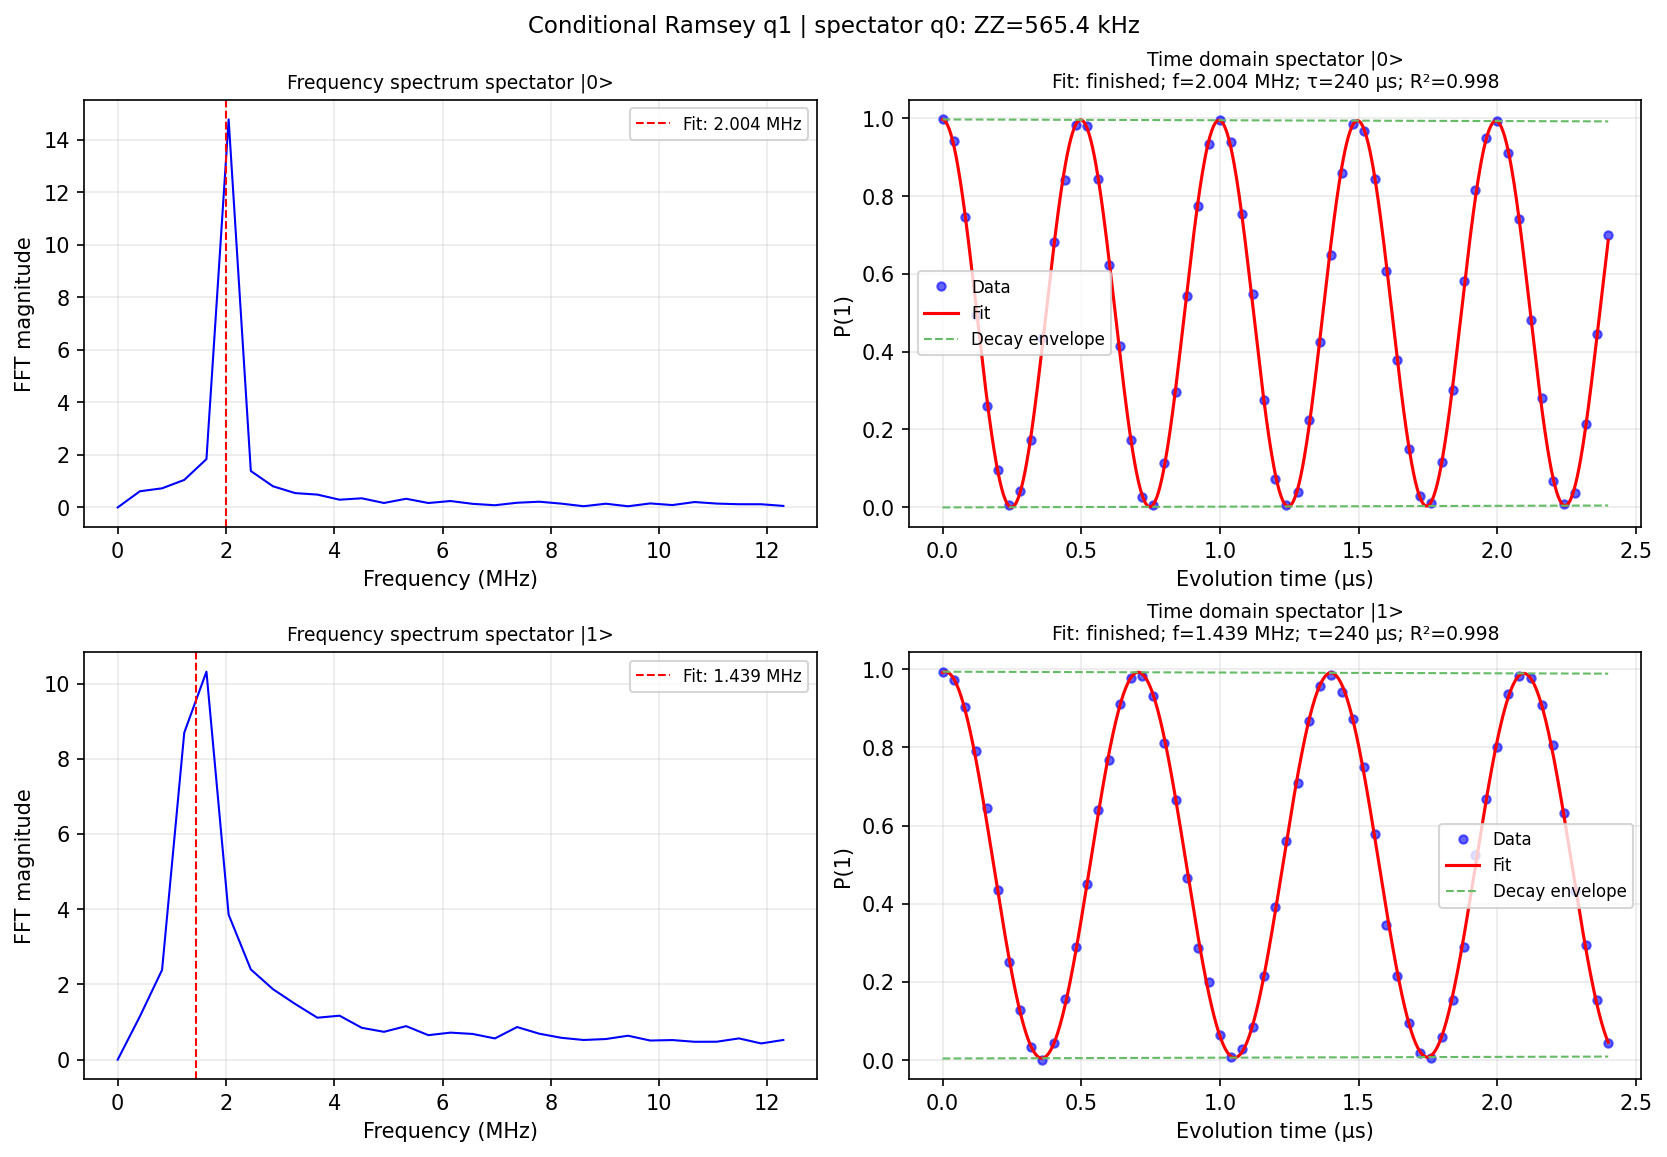 Conditional Ramsey q1 | spectator q0: ZZ=565.4 kHz
Frequency spectrum spectator |0>
Fit: 2.004 MHz
FFT magnitude
14
12
10
8
6
4
2
0
0 2 4 6 8 10 12
Frequency (MHz)
Time domain spectator |0>
Fit: finished; f=2.004 MHz; τ=240 μs; R²=0.998
P(1)
1.0
0.8
0.6
0.4
0.2
0.0
Data
Fit
Decay envelope
0.0 0.5 1.0 1.5 2.0 2.5
Evolution time (μs)
Frequency spectrum spectator |1>
Fit: 1.439 MHz
FFT magnitude
10
8
6
4
2
0
0 2 4 6 8 10 12
Frequency (MHz)
Time domain spectator |1>
Fit: finished; f=1.439 MHz; τ=240 μs; R²=0.998
P(1)
1.0
0.8
0.6
0.4
0.2
0.0
Data
Fit
Decay envelope
0.0 0.5 1.0 1.5 2.0 2.5
Evolution time (μs)